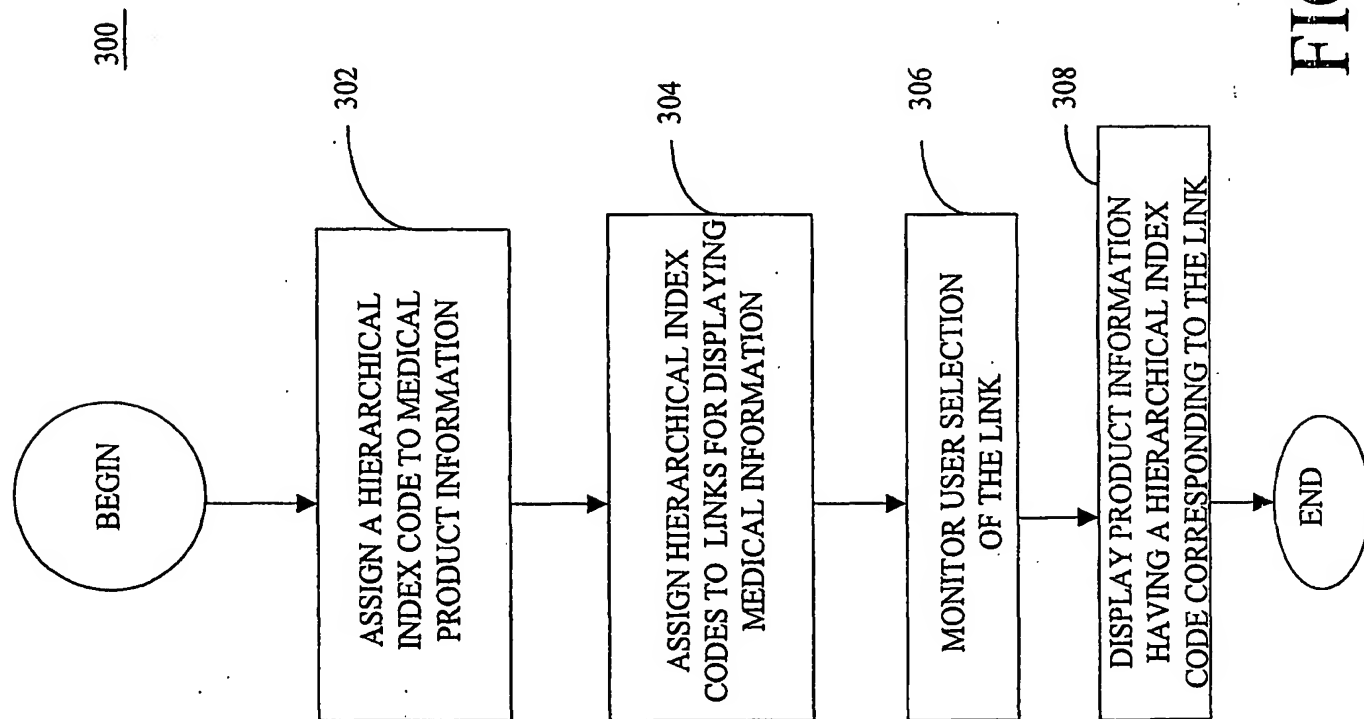 300
BEGIN
302
ASSIGN A HIERARCHICAL
INDEX CODE TO MEDICAL
PRODUCT INFORMATION
304
ASSIGN HIERARCHICAL INDEX
CODES TO LINKS FOR DISPLAYING
MEDICAL INFORMATION
306
MONITOR USER SELECTION
OF THE LINK
308
DISPLAY PRODUCT INFORMATION
HAVING A HIERARCHICAL INDEX
CODE CORRESPONDING TO THE LINK
END